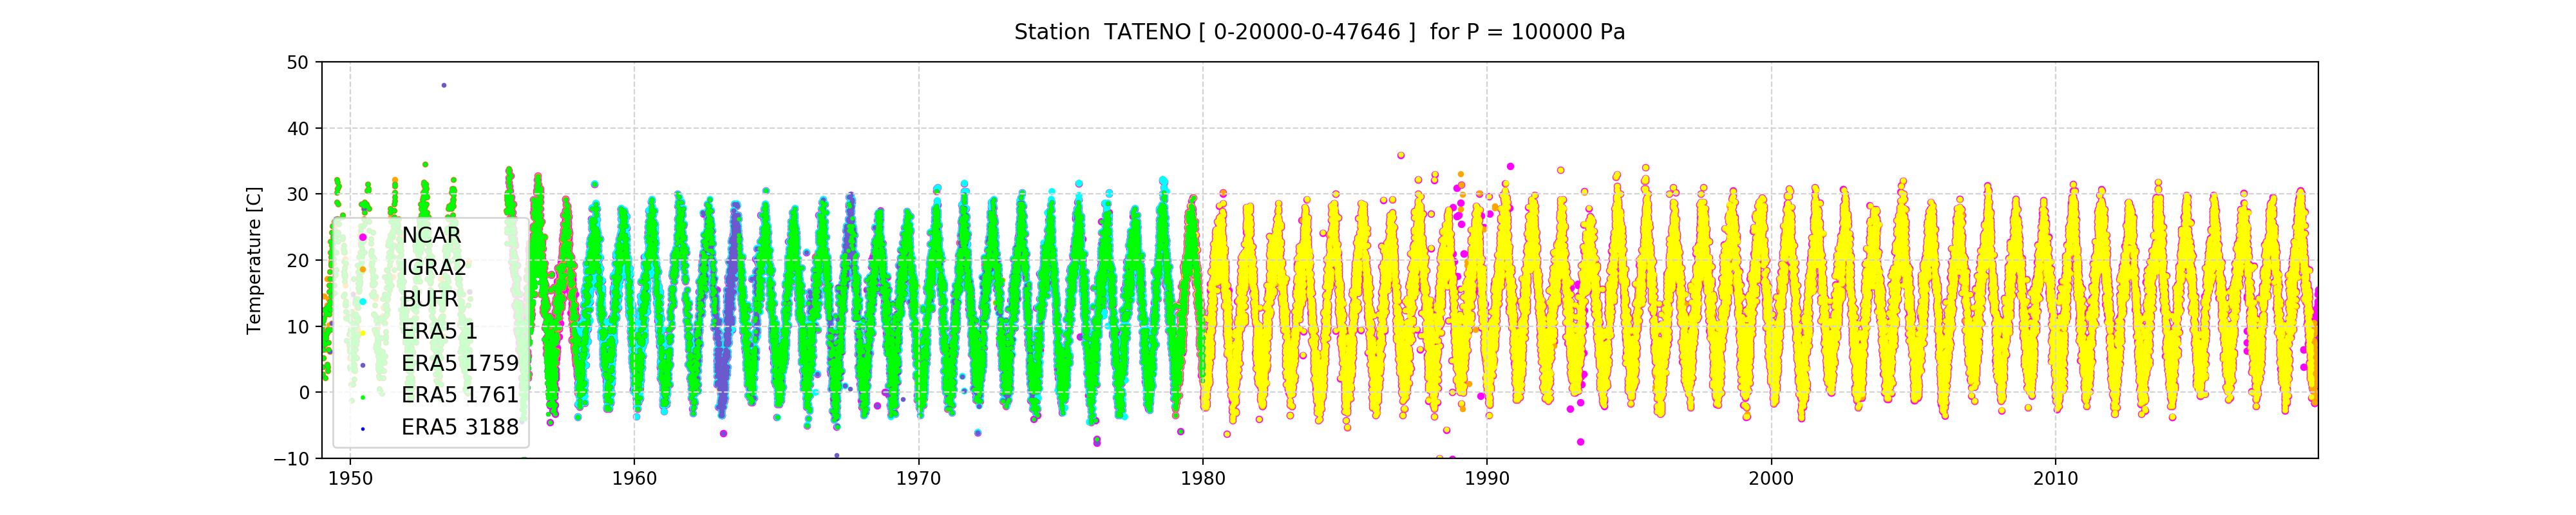 Station  TATENO [ 0-20000-0-47646 ]  for P = 100000 Pa
Temperature [C]
50
40
30
20
10
0
−10
NCAR
IGRA2
BUFR
ERA5 1
ERA5 1759
ERA5 1761
ERA5 3188
1950 1960 1970 1980 1990 2000 2010